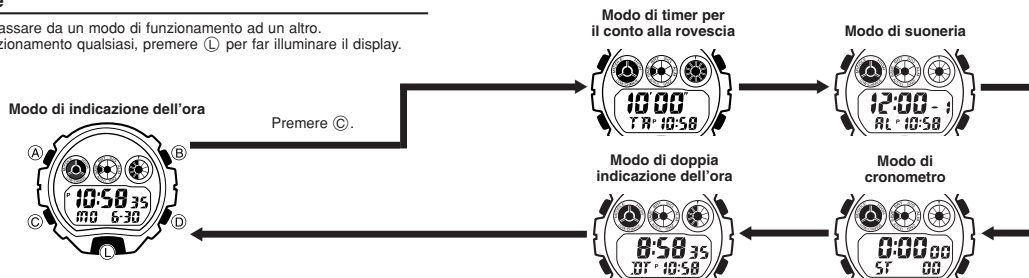 assare da un modo di funzionamento ad un altro.
zionamento qualsiasi, premere Ⓛ per far illuminare il display.
Modo di timer per
il conto alla rovescia
Modo di suoneria
Modo di indicazione dell'ora
Premere Ⓒ.
10'00"
TR P 10:58
12:00 - 1
AL P 10:58
Ⓐ
Ⓑ
P 10:58 35
MO 6-30
Ⓒ
Ⓓ
Ⓛ
Modo di doppia
indicazione dell'ora
Modo di
cronometro
8:58 35
DT P 10:58
0:00 00
ST 00